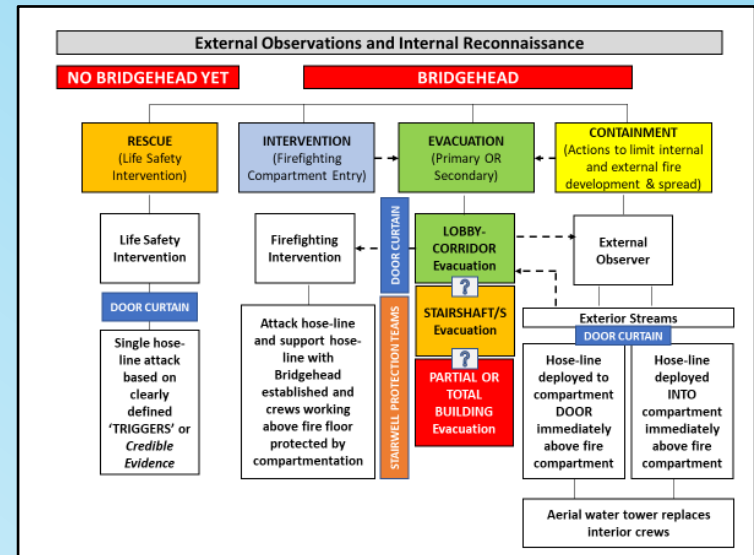 External Observations and Internal Reconnaissance
NO BRIDGEHEAD YET
BRIDGEHEAD
RESCUE
(Life Safety
Intervention)
INTERVENTION
(Firefighting
Compartment Entry)
EVACUATION
(Primary OR
Secondary)
CONTAINMENT
(Actions to limit internal
and external fire
development & spread)
Life Safety
Intervention
DOOR CURTAIN
Single hose-
line attack
based on
clearly
defined
‘TRIGGERS’ or
Credible
Evidence
Firefighting
Intervention
Attack hose-line
and support hose-
line with
Bridgehead
established and
crews working
above fire floor
protected by
compartmentation
DOOR CURTAIN
STAIRWELL PROTECTION TEAMS
LOBBY-
CORRIDOR
Evacuation
?
STAIRSHAFT/S
Evacuation
?
PARTIAL OR
TOTAL
BUILDING
Evacuation
External
Observer
Exterior Streams
DOOR CURTAIN
Hose-line
deployed to
compartment
DOOR
immediately
above fire
compartment
Hose-line
deployed
INTO
compartment
immediately
above fire
compartment
Aerial water tower replaces
interior crews